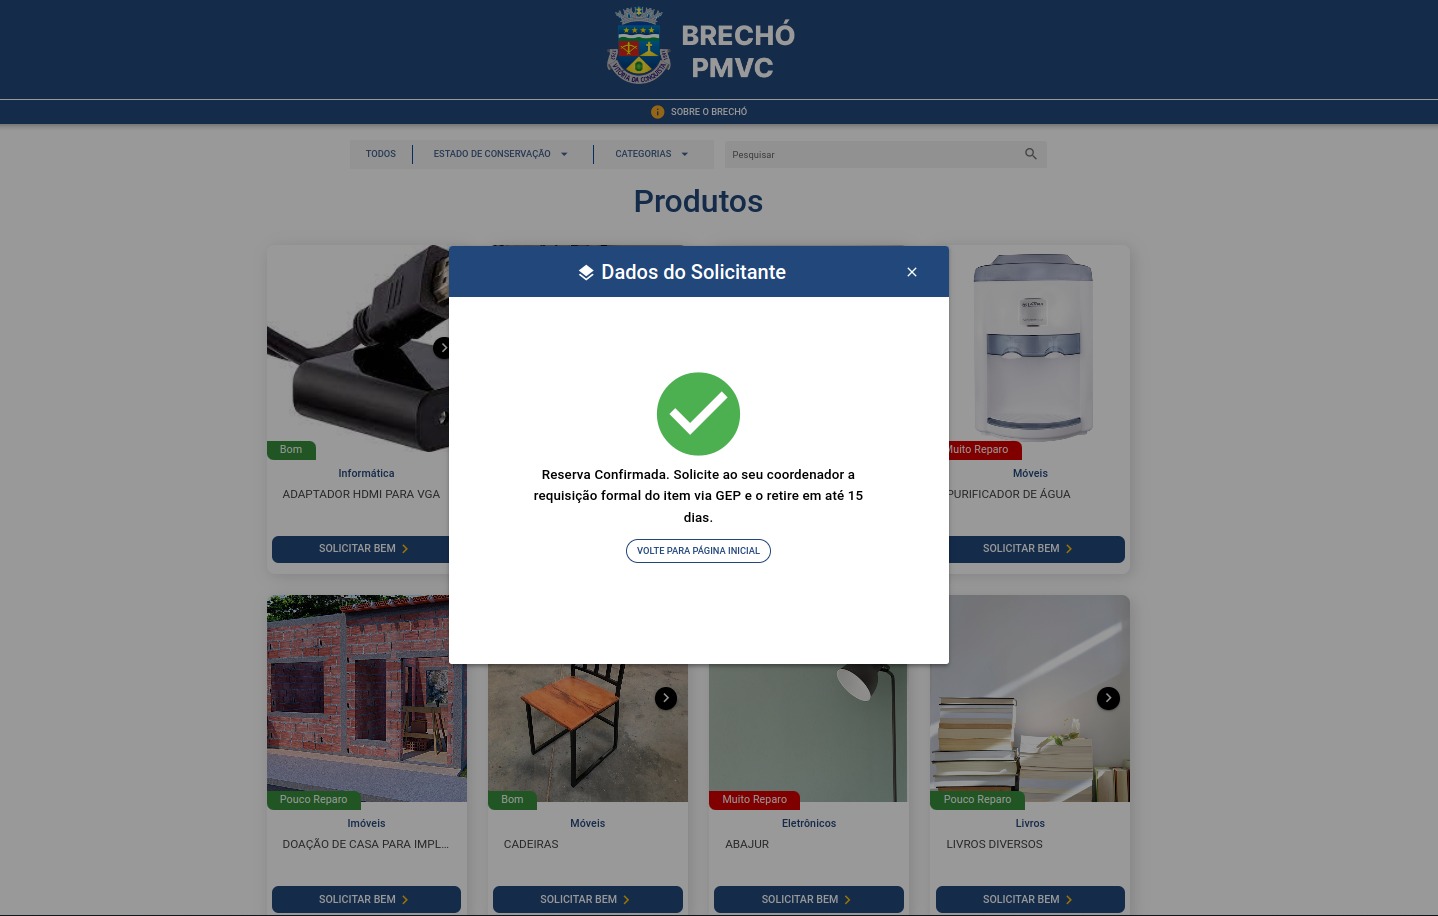 BRECHÓ
PMVC
VITÓRIA DA CONQUISTA
SOBRE O BRECHÓ
TODOS
ESTADO DE CONSERVAÇÃO
CATEGORIAS
Pesquisar
Produtos
Dados do Solicitante
Reserva Confirmada. Solicite ao seu coordenador a
requisição formal do item via GEP e o retire em até 15
dias.
VOLTE PARA PÁGINA INICIAL
Bom
Muito Reparo
Informática
Móveis
ADAPTADOR HDMI PARA VGA
PURIFICADOR DE ÁGUA
SOLICITAR BEM
SOLICITAR BEM
Pouco Reparo
Bom
Muito Reparo
Pouco Reparo
Imóveis
Móveis
Eletrônicos
Livros
DOAÇÃO DE CASA PARA IMPL...
CADEIRAS
ABAJUR
LIVROS DIVERSOS
SOLICITAR BEM
SOLICITAR BEM
SOLICITAR BEM
SOLICITAR BEM